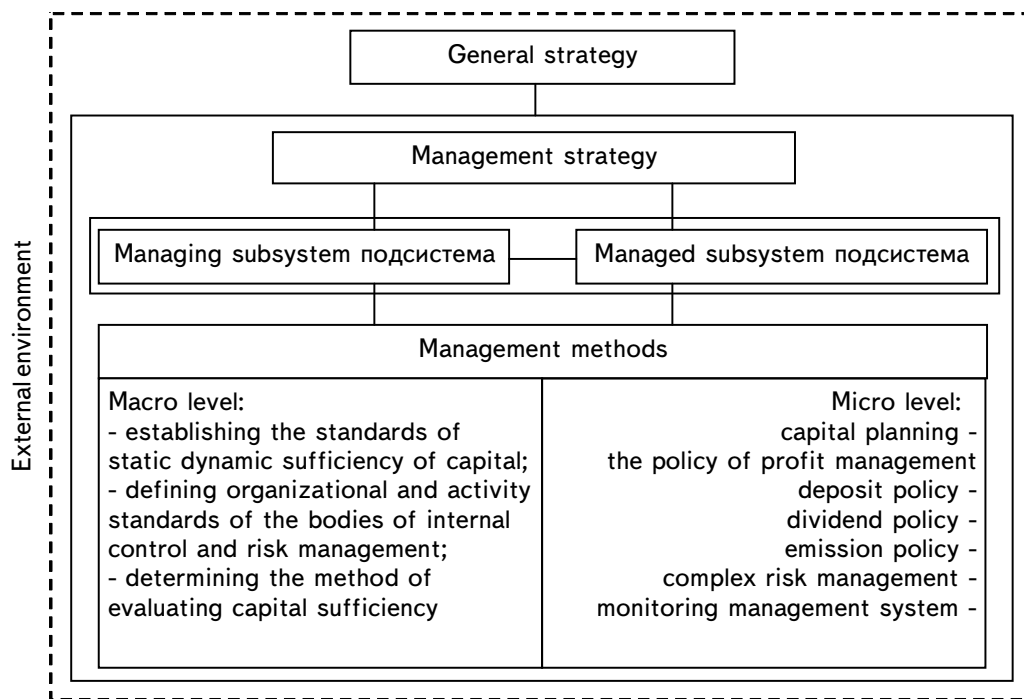 General strategy
Management strategy
Managing subsystem подсистема
Managed subsystem подсистема
External environment
Management methods
Macro level:
- establishing the standards of
static dynamic sufficiency of capital;
- defining organizational and activity
standards of the bodies of internal
control and risk management;
- determining the method of
evaluating capital sufficiency
Micro level:
capital planning -
the policy of profit management
deposit policy -
dividend policy -
emission policy -
complex risk management -
monitoring management system -